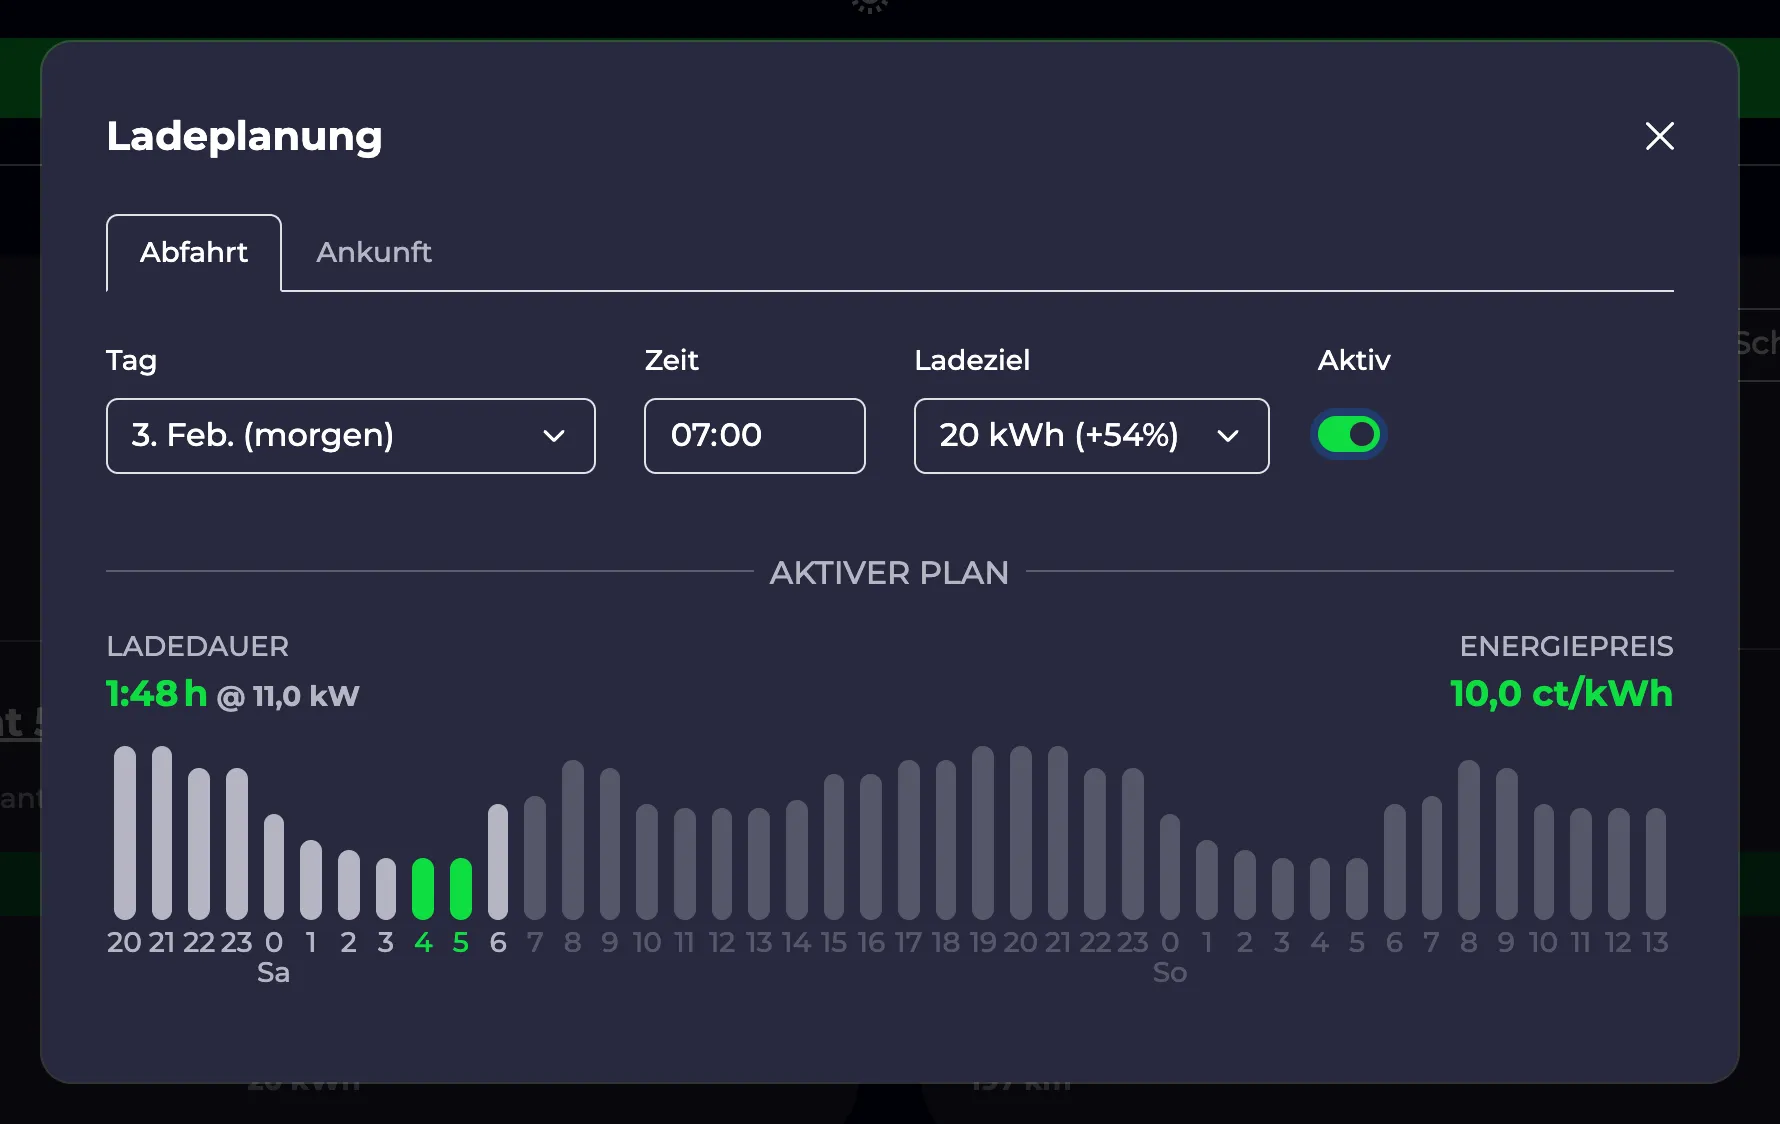 Ladeplanung
Abfahrt Ankunft
Tag Zeit Ladeziel Aktiv
3. Feb. (morgen) 07:00 20 kWh (+54%)
AKTIVER PLAN
LADEDAUER ENERGIEPREIS
1:48 h @ 11,0 kW 10,0 ct/kWh
20 21 22 23 0 1 2 3 4 5 6 7 8 9 10 11 12 13 14 15 16 17 18 19 20 21 22 23 0 1 2 3 4 5 6 7 8 9 10 11 12 13
Sa So